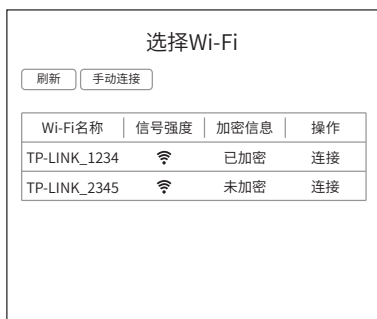 选择Wi-Fi
刷新 手动连接
Wi-Fi名称 信号强度 加密信息 操作
TP-LINK_1234 已加密 连接
TP-LINK_2345 未加密 连接